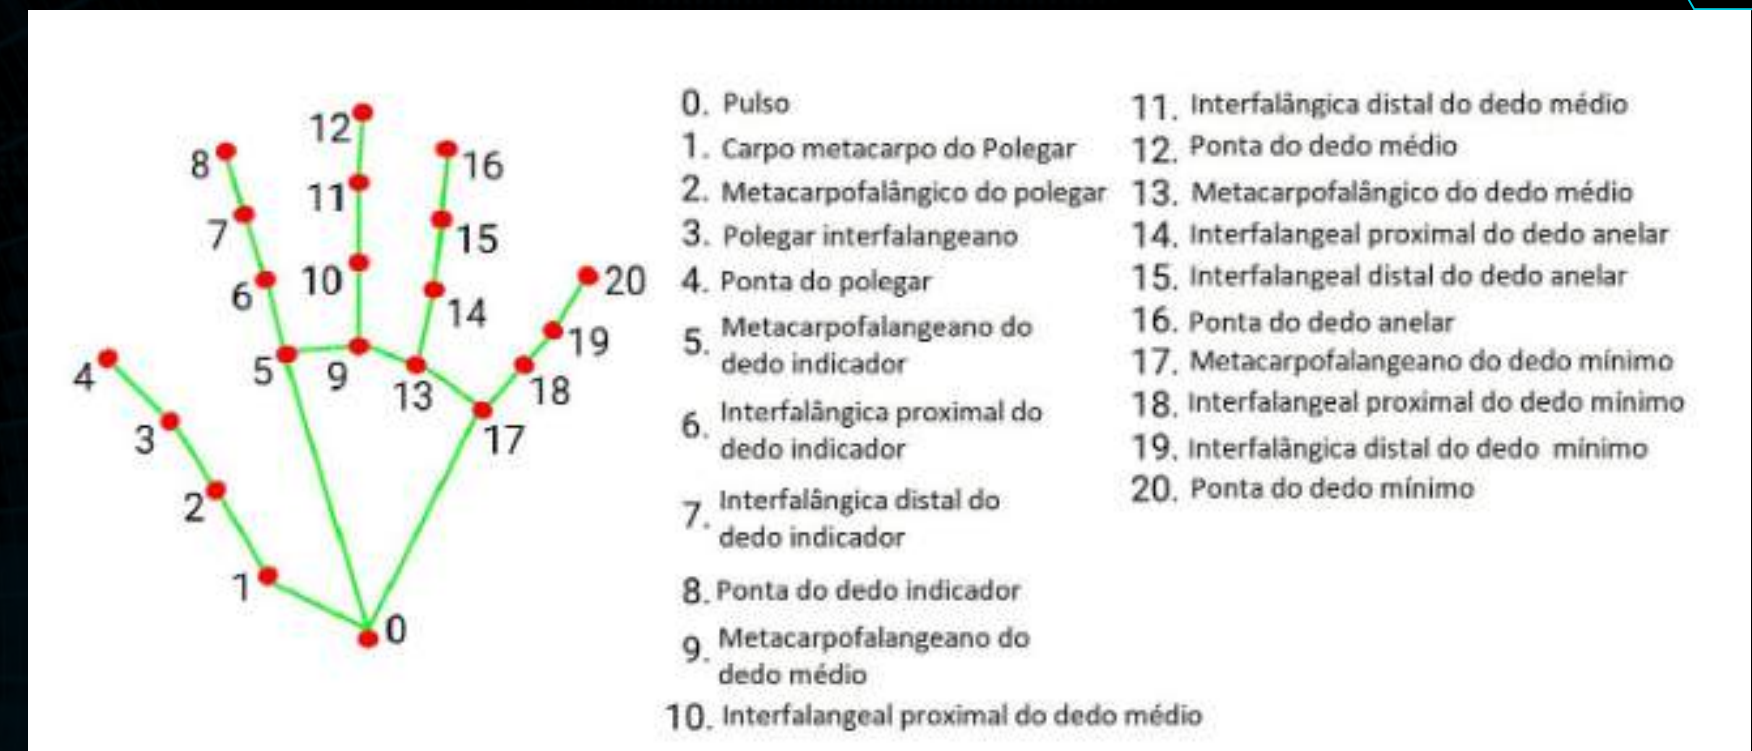 12
8
16
11
7
15
10
20
6
14
19
5
9
4
18
13
3
17
2
1
0
0. Pulso
1. Carpo metacarpo do Polegar
2. Metacarpofalângico do polegar
3. Polegar interfalangeano
4. Ponta do polegar
5. Metacarpofalangeano do
dedo indicador
6. Interfalângica proximal do
dedo indicador
7. Interfalângica distal do
dedo indicador
8. Ponta do dedo indicador
9. Metacarpofalangeano do
dedo médio
10. Interfalangeal proximal do dedo médio
11. Interfalângica distal do dedo médio
12. Ponta do dedo médio
13. Metacarpofalângico do dedo médio
14. Interfalangeal proximal do dedo anelar
15. Interfalangeal distal do dedo anelar
16. Ponta do dedo anelar
17. Metacarpofalangeano do dedo mínimo
18. Interfalangeal proximal do dedo mínimo
19. Interfalângica distal do dedo mínimo
20. Ponta do dedo mínimo